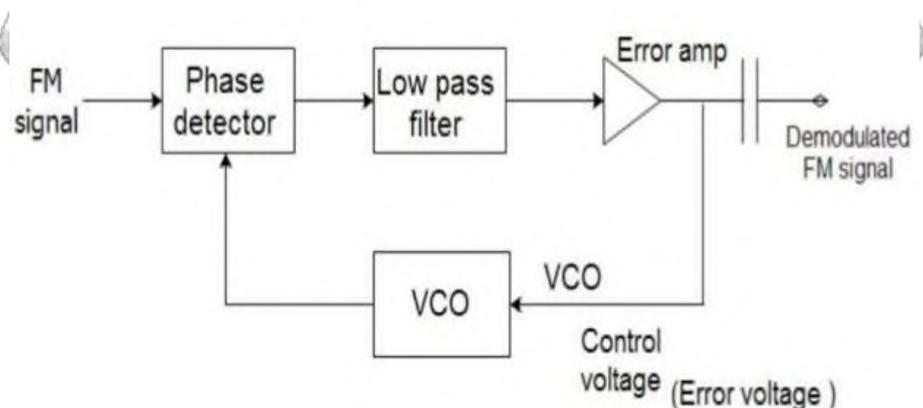 FM
signal
Phase
detector
Low pass
filter
Error amp
Demodulated
FM signal
VCO
VCO
Control
voltage (Error voltage )